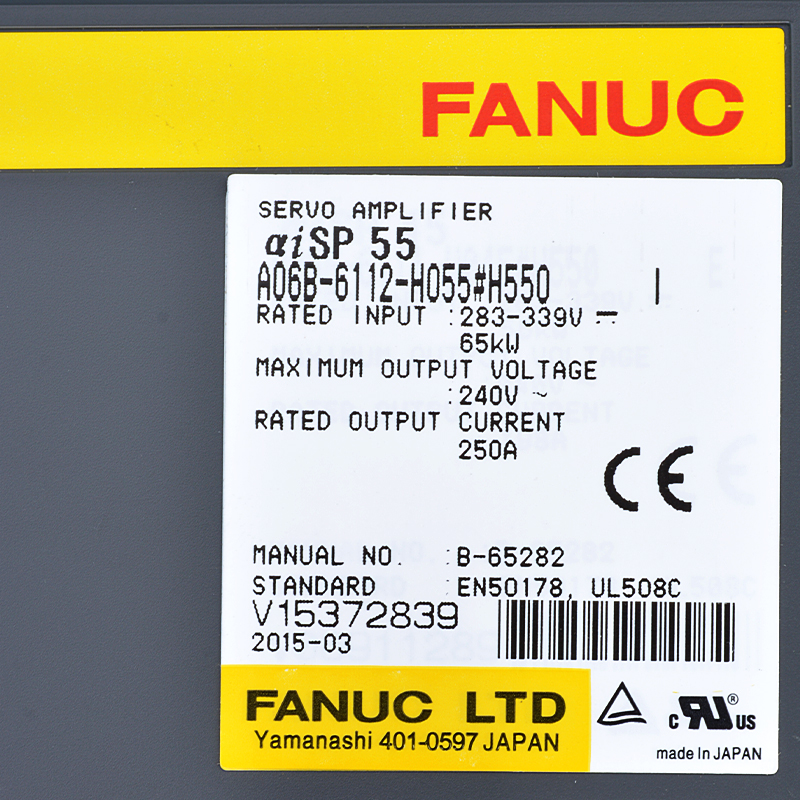 FANUC
SERVO AMPLIFIER
αiSP 55
A06B-6112-H055#H550 I
RATED INPUT :283-339V ⎓
65kW
MAXIMUM OUTPUT VOLTAGE
:240V ~
RATED OUTPUT CURRENT
250A
CE
MANUAL NO. :B-65282
STANDARD :EN50178, UL508C
V15372839
2015-03
FANUC LTD
Yamanashi 401-0597 JAPAN
c RU ® US
made In JAPAN